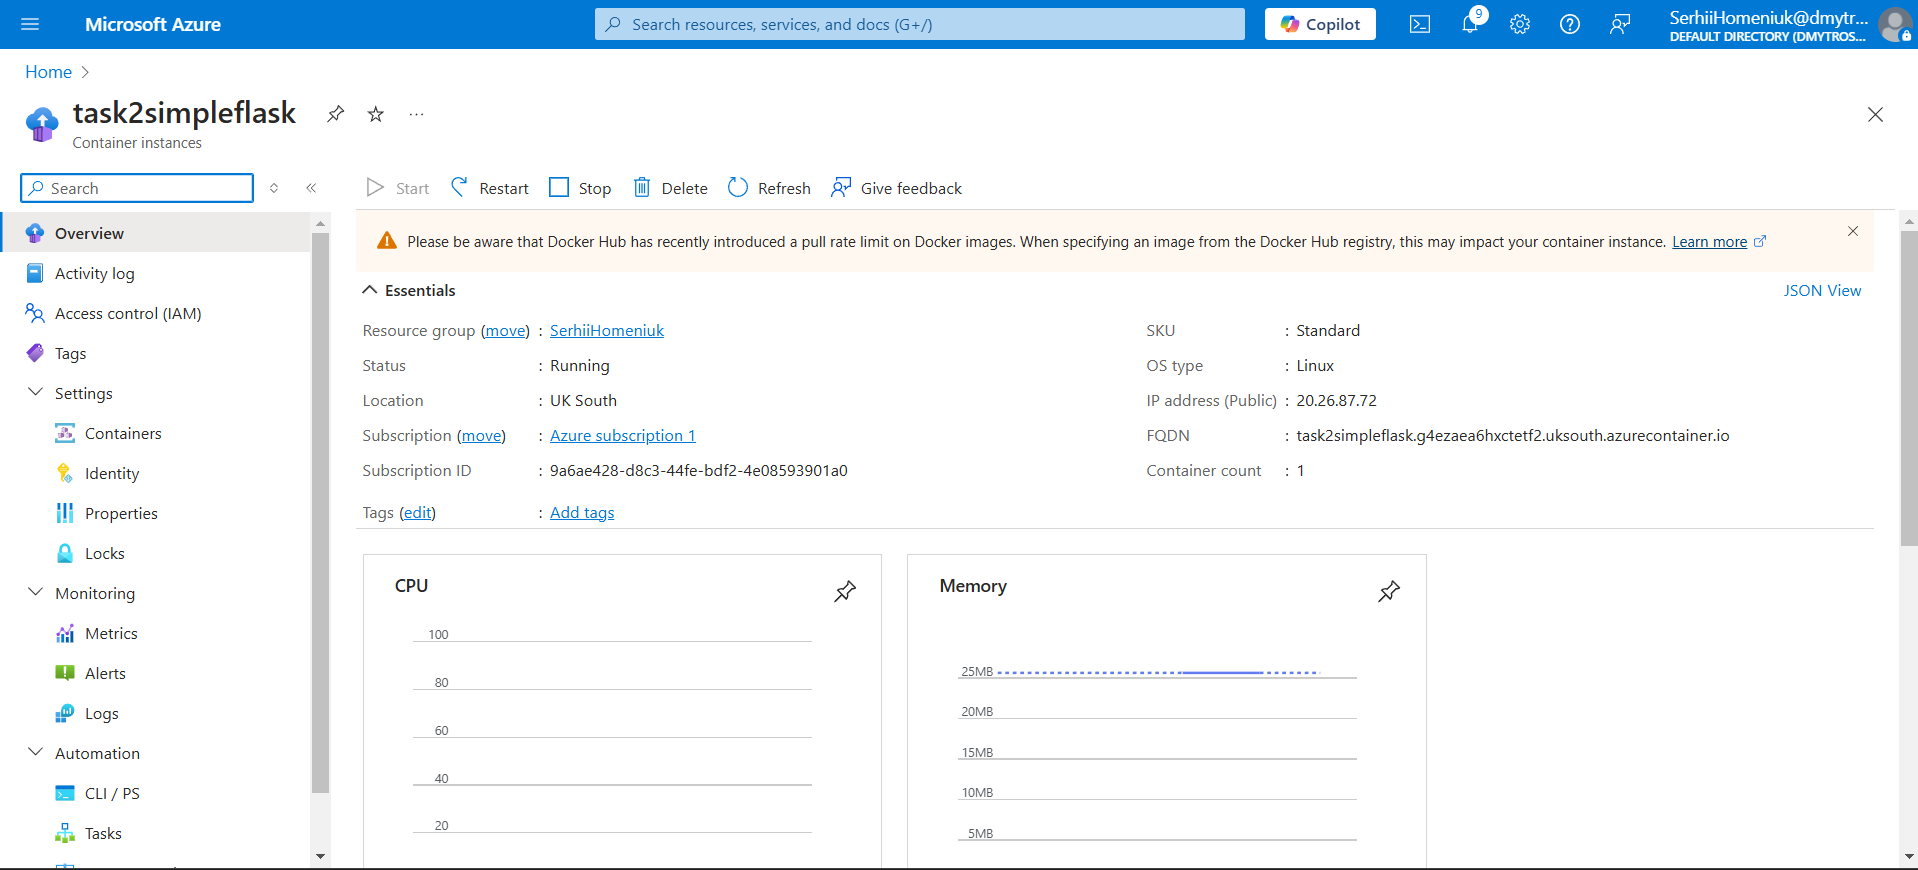 Microsoft Azure
Search resources, services, and docs (G+/)
Copilot
9
SerhiiHomeniuk@dmytr...
DEFAULT DIRECTORY (DMYTROS...
Home
task2simpleflask
Container instances
Search
Start
Restart
Stop
Delete
Refresh
Give feedback
Overview
Activity log
Access control (IAM)
Tags
Settings
Containers
Identity
Properties
Locks
Monitoring
Metrics
Alerts
Logs
Automation
CLI / PS
Tasks
Please be aware that Docker Hub has recently introduced a pull rate limit on Docker images. When specifying an image from the Docker Hub registry, this may impact your container instance. Learn more
Essentials
JSON View
Resource group (move) : SerhiiHomeniuk
Status : Running
Location : UK South
Subscription (move) : Azure subscription 1
Subscription ID : 9a6ae428-d8c3-44fe-bdf2-4e08593901a0
Tags (edit) : Add tags
SKU : Standard
OS type : Linux
IP address (Public) : 20.26.87.72
FQDN : task2simpleflask.g4ezaea6hxctetf2.uksouth.azurecontainer.io
Container count : 1
CPU
100
80
60
40
20
Memory
25MB
20MB
15MB
10MB
5MB